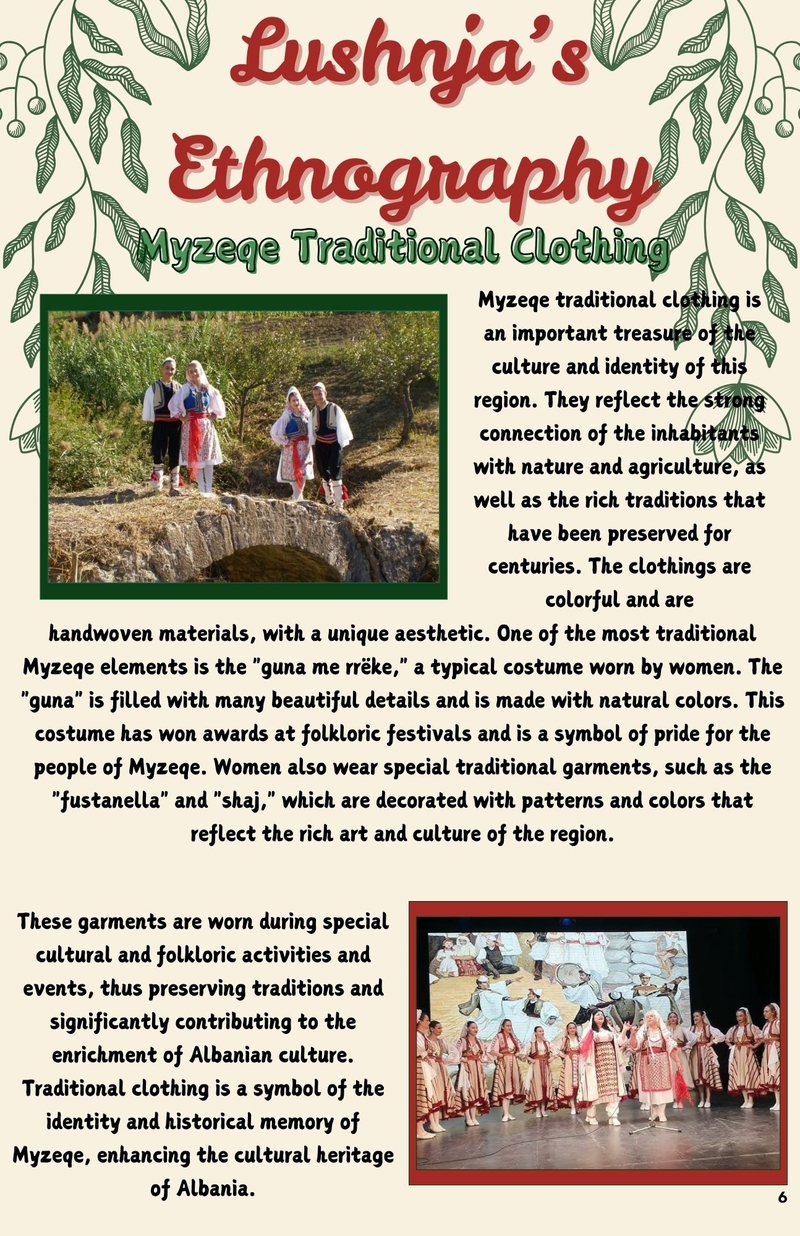 Lushnja's
Ethnography
Myzeqe Traditional Clothing
Myzeqe traditional clothing is
an important treasure of the
culture and identity of this
region. They reflect the strong
connection of the inhabitants
with nature and agriculture, as
well as the rich traditions that
have been preserved for
centuries. The clothings are
colorful and are
handwoven materials, with a unique aesthetic. One of the most traditional
Myzeqe elements is the "guna me rrëke," a typical costume worn by women. The
"guna" is filled with many beautiful details and is made with natural colors. This
costume has won awards at folkloric festivals and is a symbol of pride for the
people of Myzeqe. Women also wear special traditional garments, such as the
"fustanella" and "shaj," which are decorated with patterns and colors that
reflect the rich art and culture of the region.
These garments are worn during special
cultural and folkloric activities and
events, thus preserving traditions and
significantly contributing to the
enrichment of Albanian culture.
Traditional clothing is a symbol of the
identity and historical memory of
Myzeqe, enhancing the cultural heritage
of Albania.
6